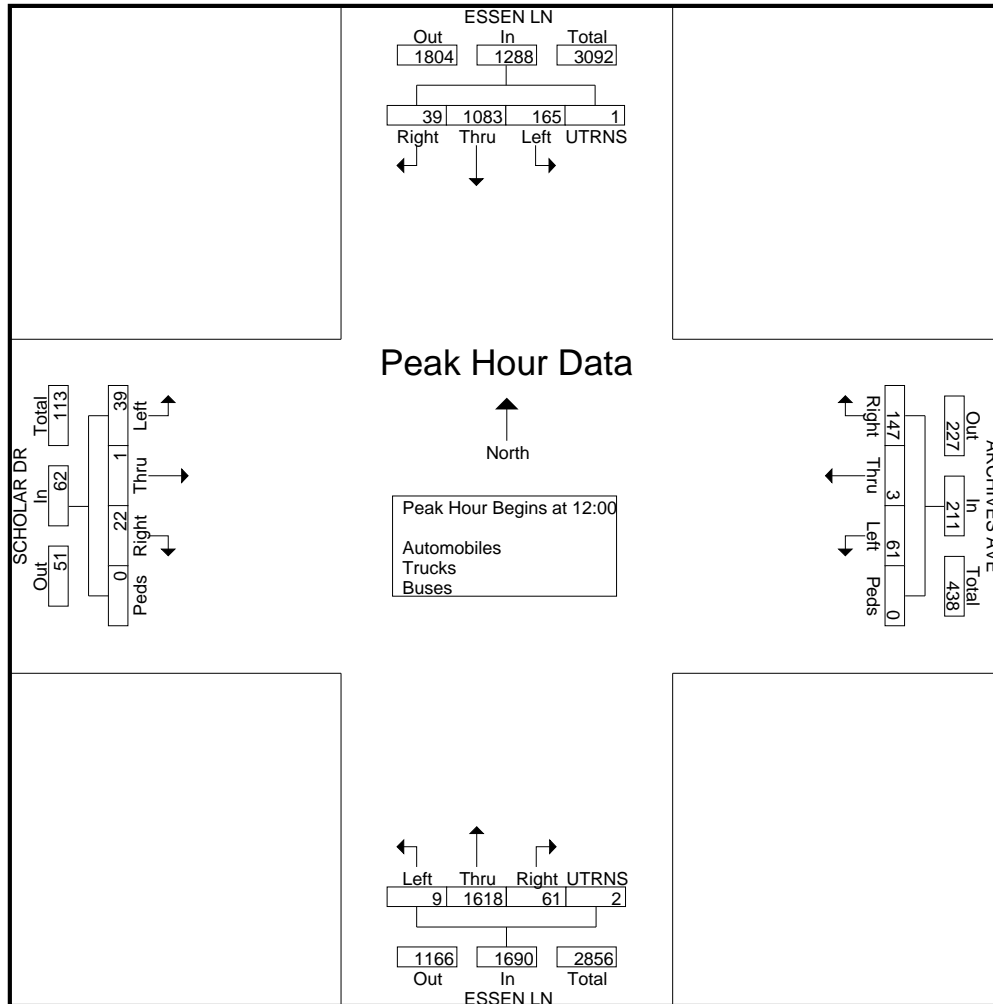 ESSEN LN
Out In Total
1804 1288 3092
39 1083 165 1
Right Thru Left UTRNS
Peak Hour Data
North
Peak Hour Begins at 12:00
Automobiles
Trucks
Buses
SCHOLAR DR
Total In Out
113 62 51
39 1 22 0
Left Thru Right Peds
ARCHIVES AVE
Out In Total
227 211 438
147 3 61 0
Right Thru Left Peds
Left Thru Right UTRNS
9 1618 61 2
1166 1690 2856
Out In Total
ESSEN LN